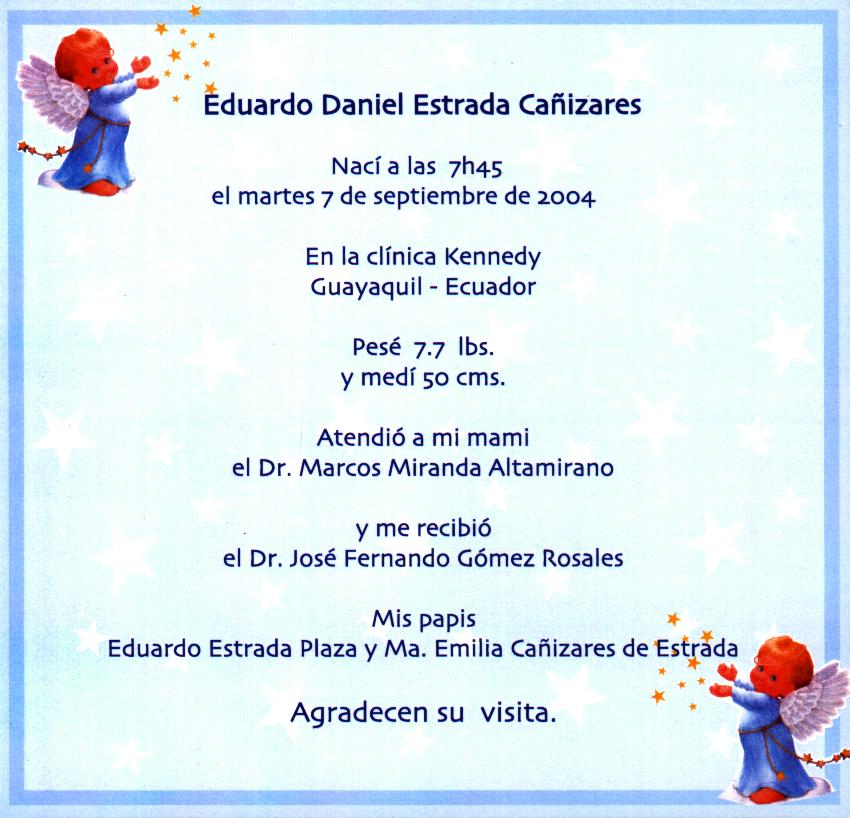 Eduardo Daniel Estrada Cañizares
Nací a las 7h45
el martes 7 de septiembre de 2004
En la clínica Kennedy
Guayaquil - Ecuador
Pesé 7.7 lbs.
y medí 50 cms.
Atendió a mi mami
el Dr. Marcos Miranda Altamirano
y me recibió
el Dr. José Fernando Gómez Rosales
Mis papis
Eduardo Estrada Plaza y Ma. Emilia Cañizares de Estrada
Agradecen su visita.